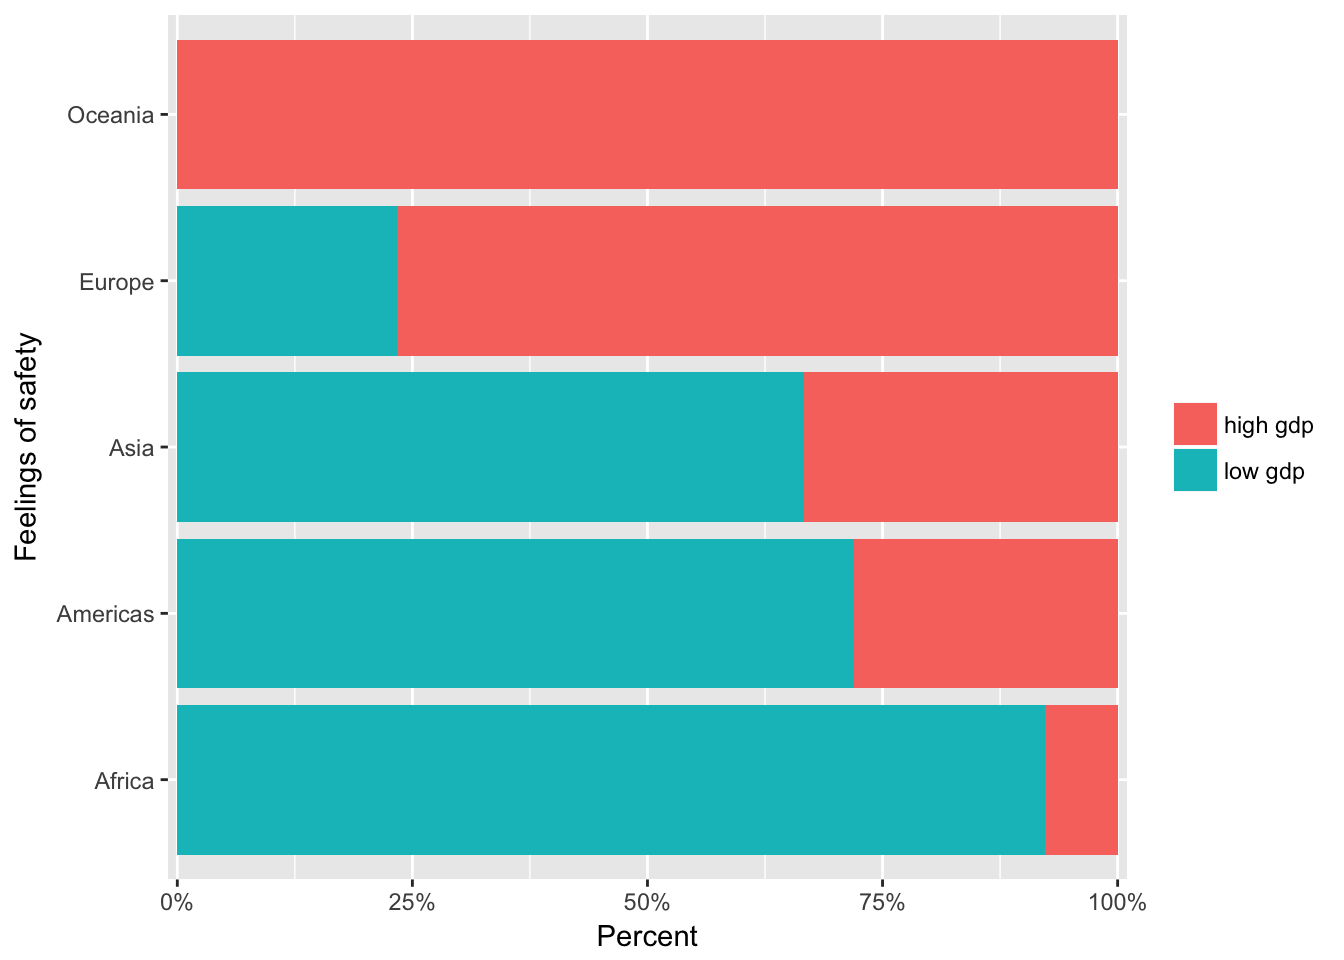 Feelings of safety
Oceania
Europe
Asia
Americas
Africa
0% 25% 50% 75% 100%
Percent
high gdp
low gdp